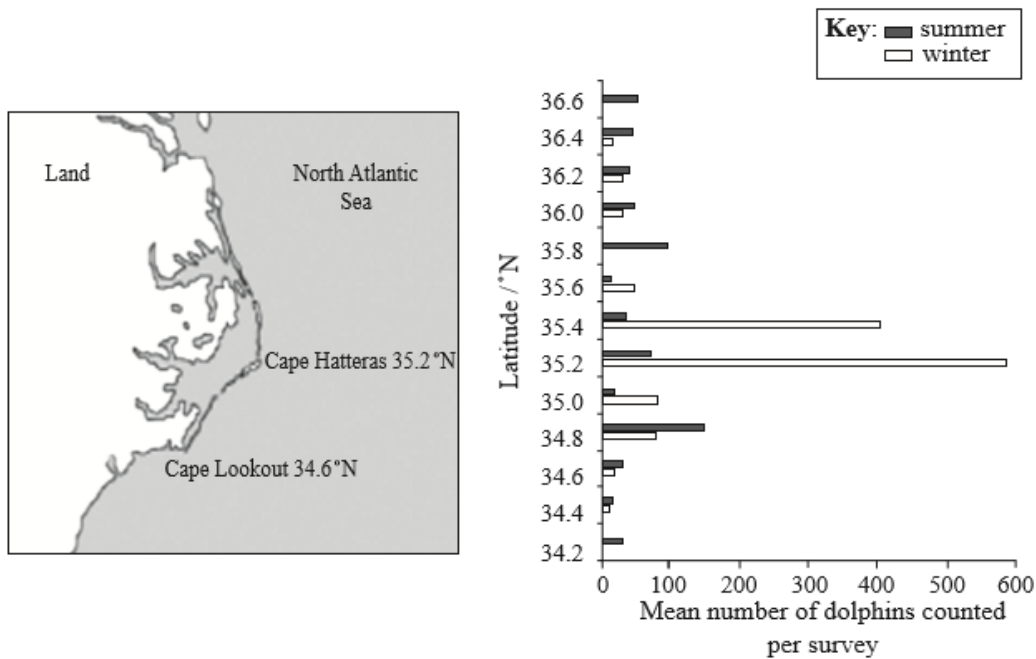 Key: summer
winter
Land
North Atlantic
Sea
Cape Hatteras 35.2°N
Cape Lookout 34.6°N
Latitude /°N
36.6
36.4
36.2
36.0
35.8
35.6
35.4
35.2
35.0
34.8
34.6
34.4
34.2
0 100 200 300 400 500 600
Mean number of dolphins counted
per survey